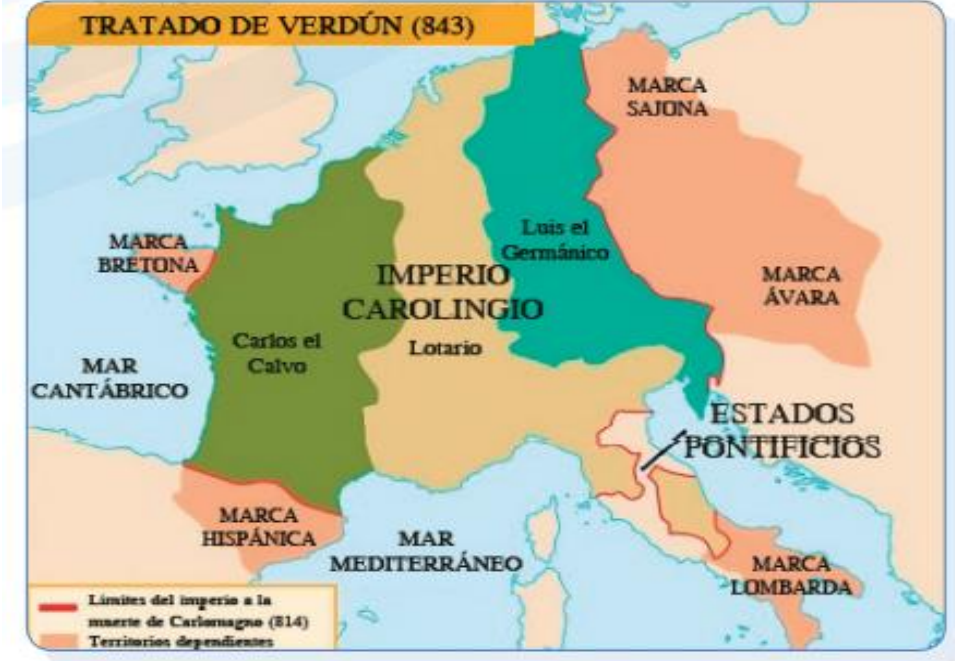 TRATADO DE VERDÚN (843)
MARCA
SAJONA
MARCA
BRETONA
Luis el
Germánico
IMPERIO
CAROLINGIO
MARCA
ÁVARA
Carlos el
Calvo
Lotario
MAR
CANTÁBRICO
ESTADOS
PONTIFICIOS
MARCA
HISPÁNICA
MAR
MEDITERRÁNEO
MARCA
LOMBARDA
Límites del imperio a la
muerte de Carlomagno (814)
Territorios dependientes